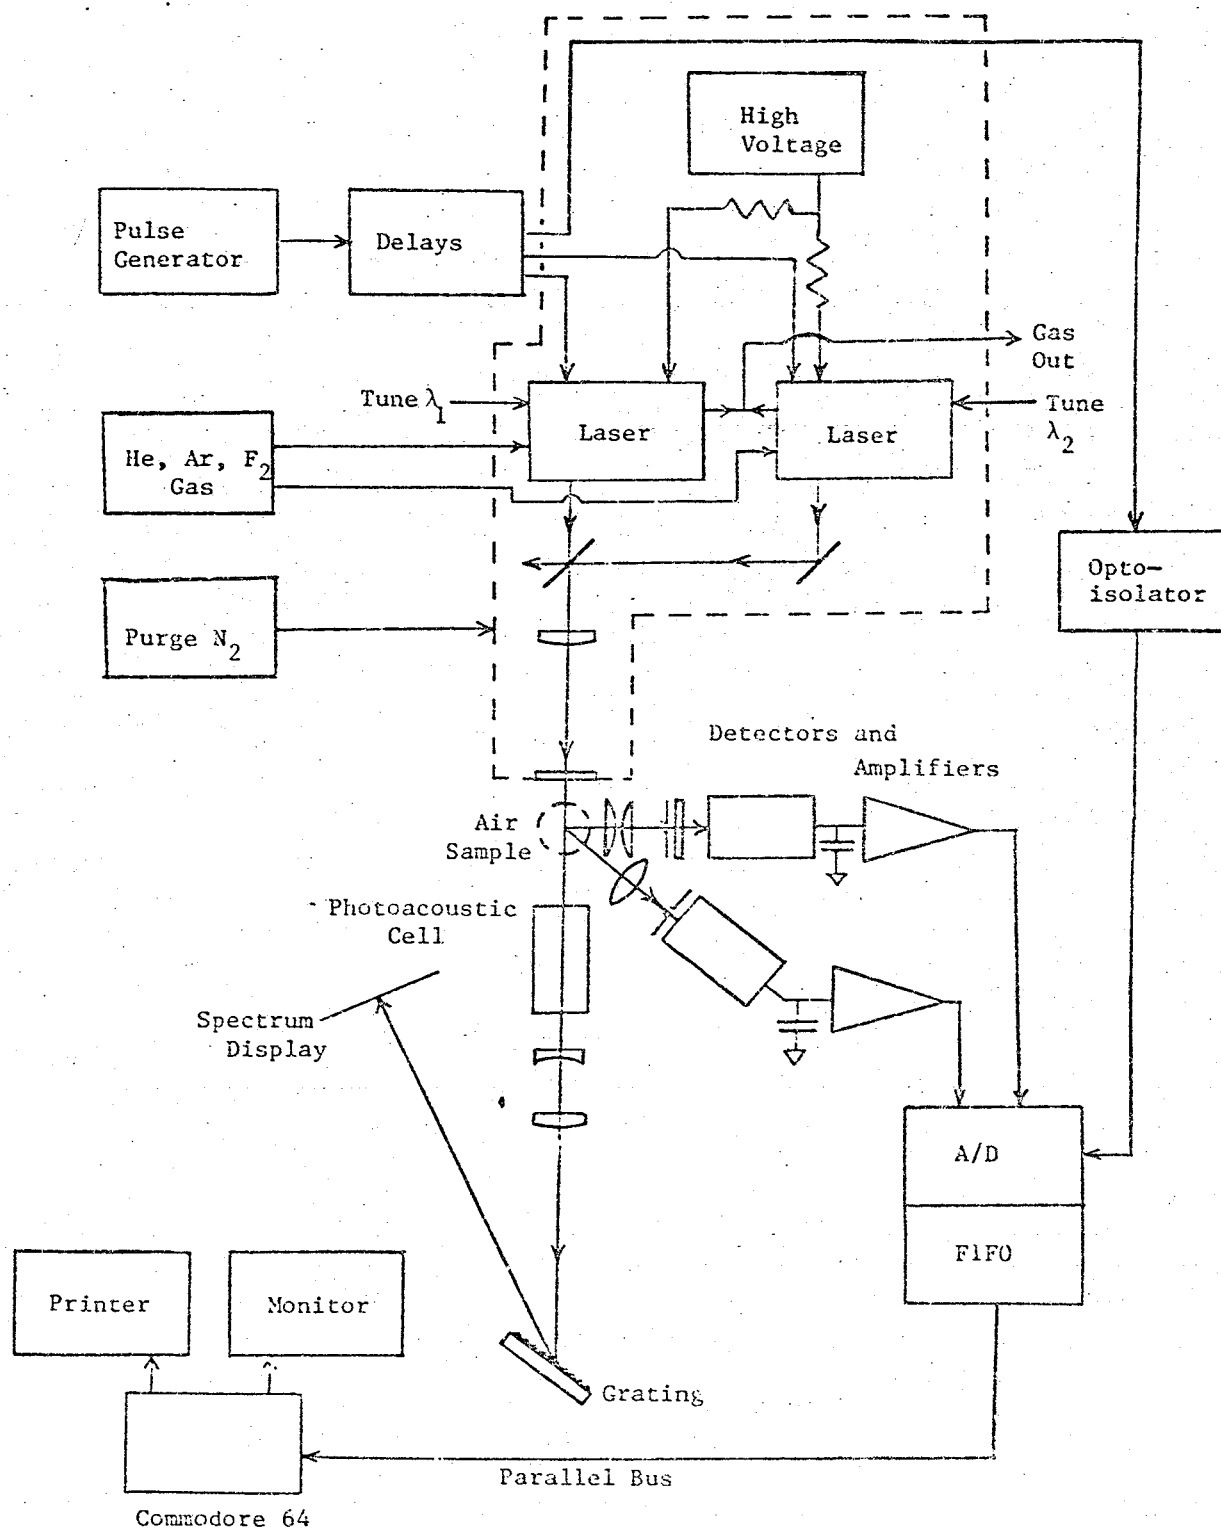 High
Voltage
Pulse
Generator
Delays
Gas
Out
Tune λ1
Laser
Laser
Tune
λ2
He, Ar, F2
Gas
Opto-
isolator
Purge N2
Detectors and
Amplifiers
Air
Sample
Photoacoustic
Cell
Spectrum
Display
A/D
FIFO
Printer
Monitor
Grating
Parallel Bus
Commodore 64